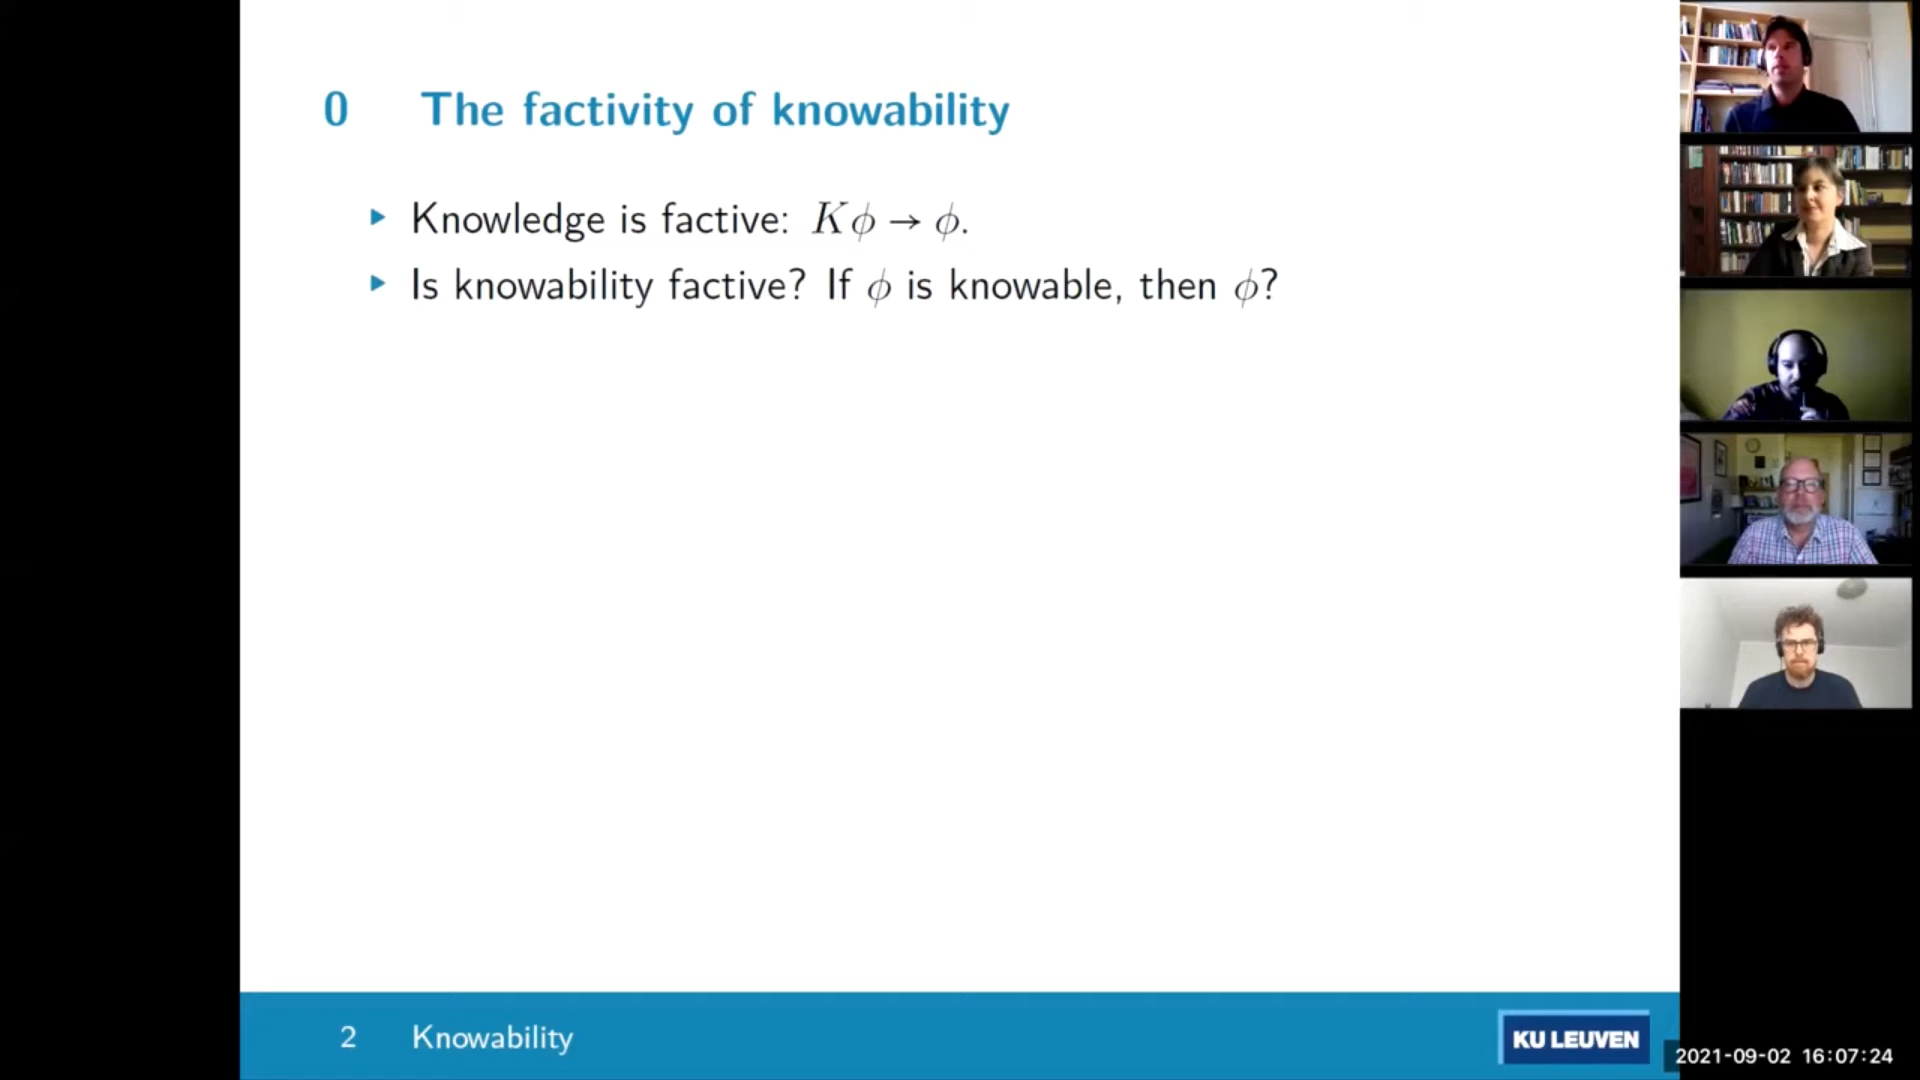 0 The factivity of knowability
▸ Knowledge is factive: Kϕ → ϕ.
▸ Is knowability factive? If ϕ is knowable, then ϕ?
2 Knowability
KU LEUVEN
2021-09-02 16:07:24